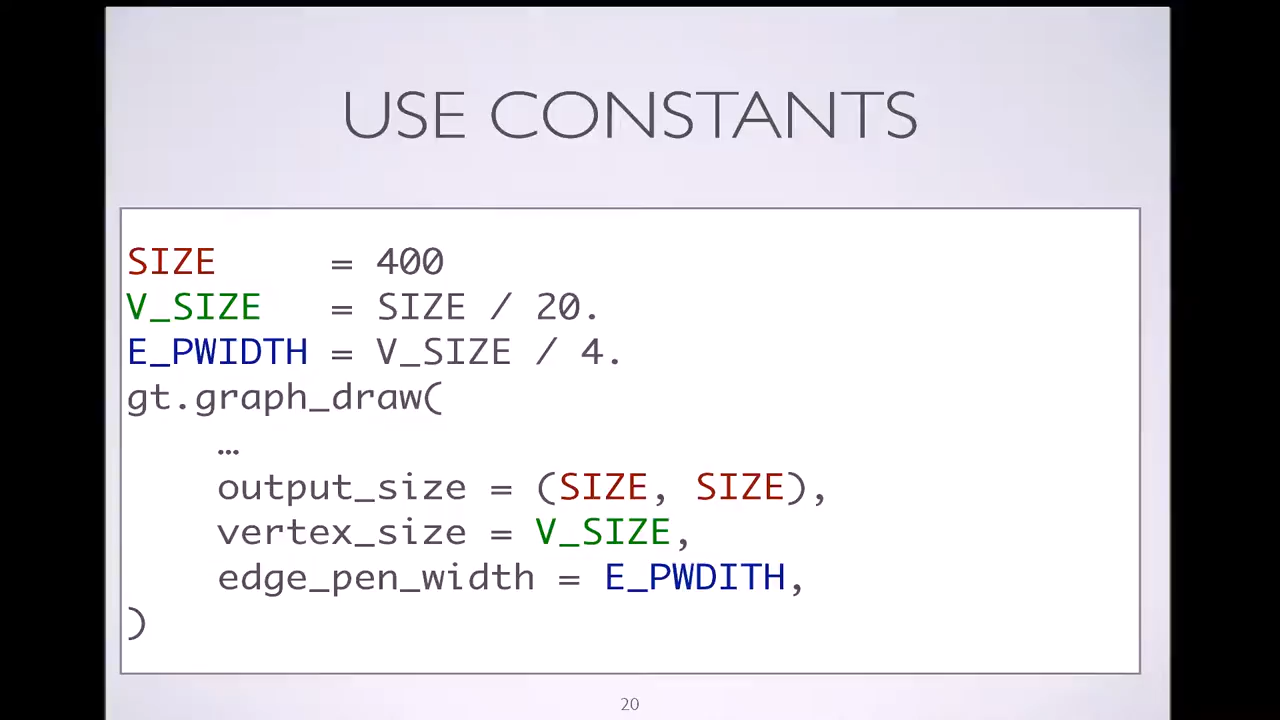 USE CONSTANTS
SIZE     = 400
V_SIZE   = SIZE / 20.
E_PWIDTH = V_SIZE / 4.
gt.graph_draw(
    …
    output_size = (SIZE, SIZE),
    vertex_size = V_SIZE,
    edge_pen_width = E_PWDITH,
)
20